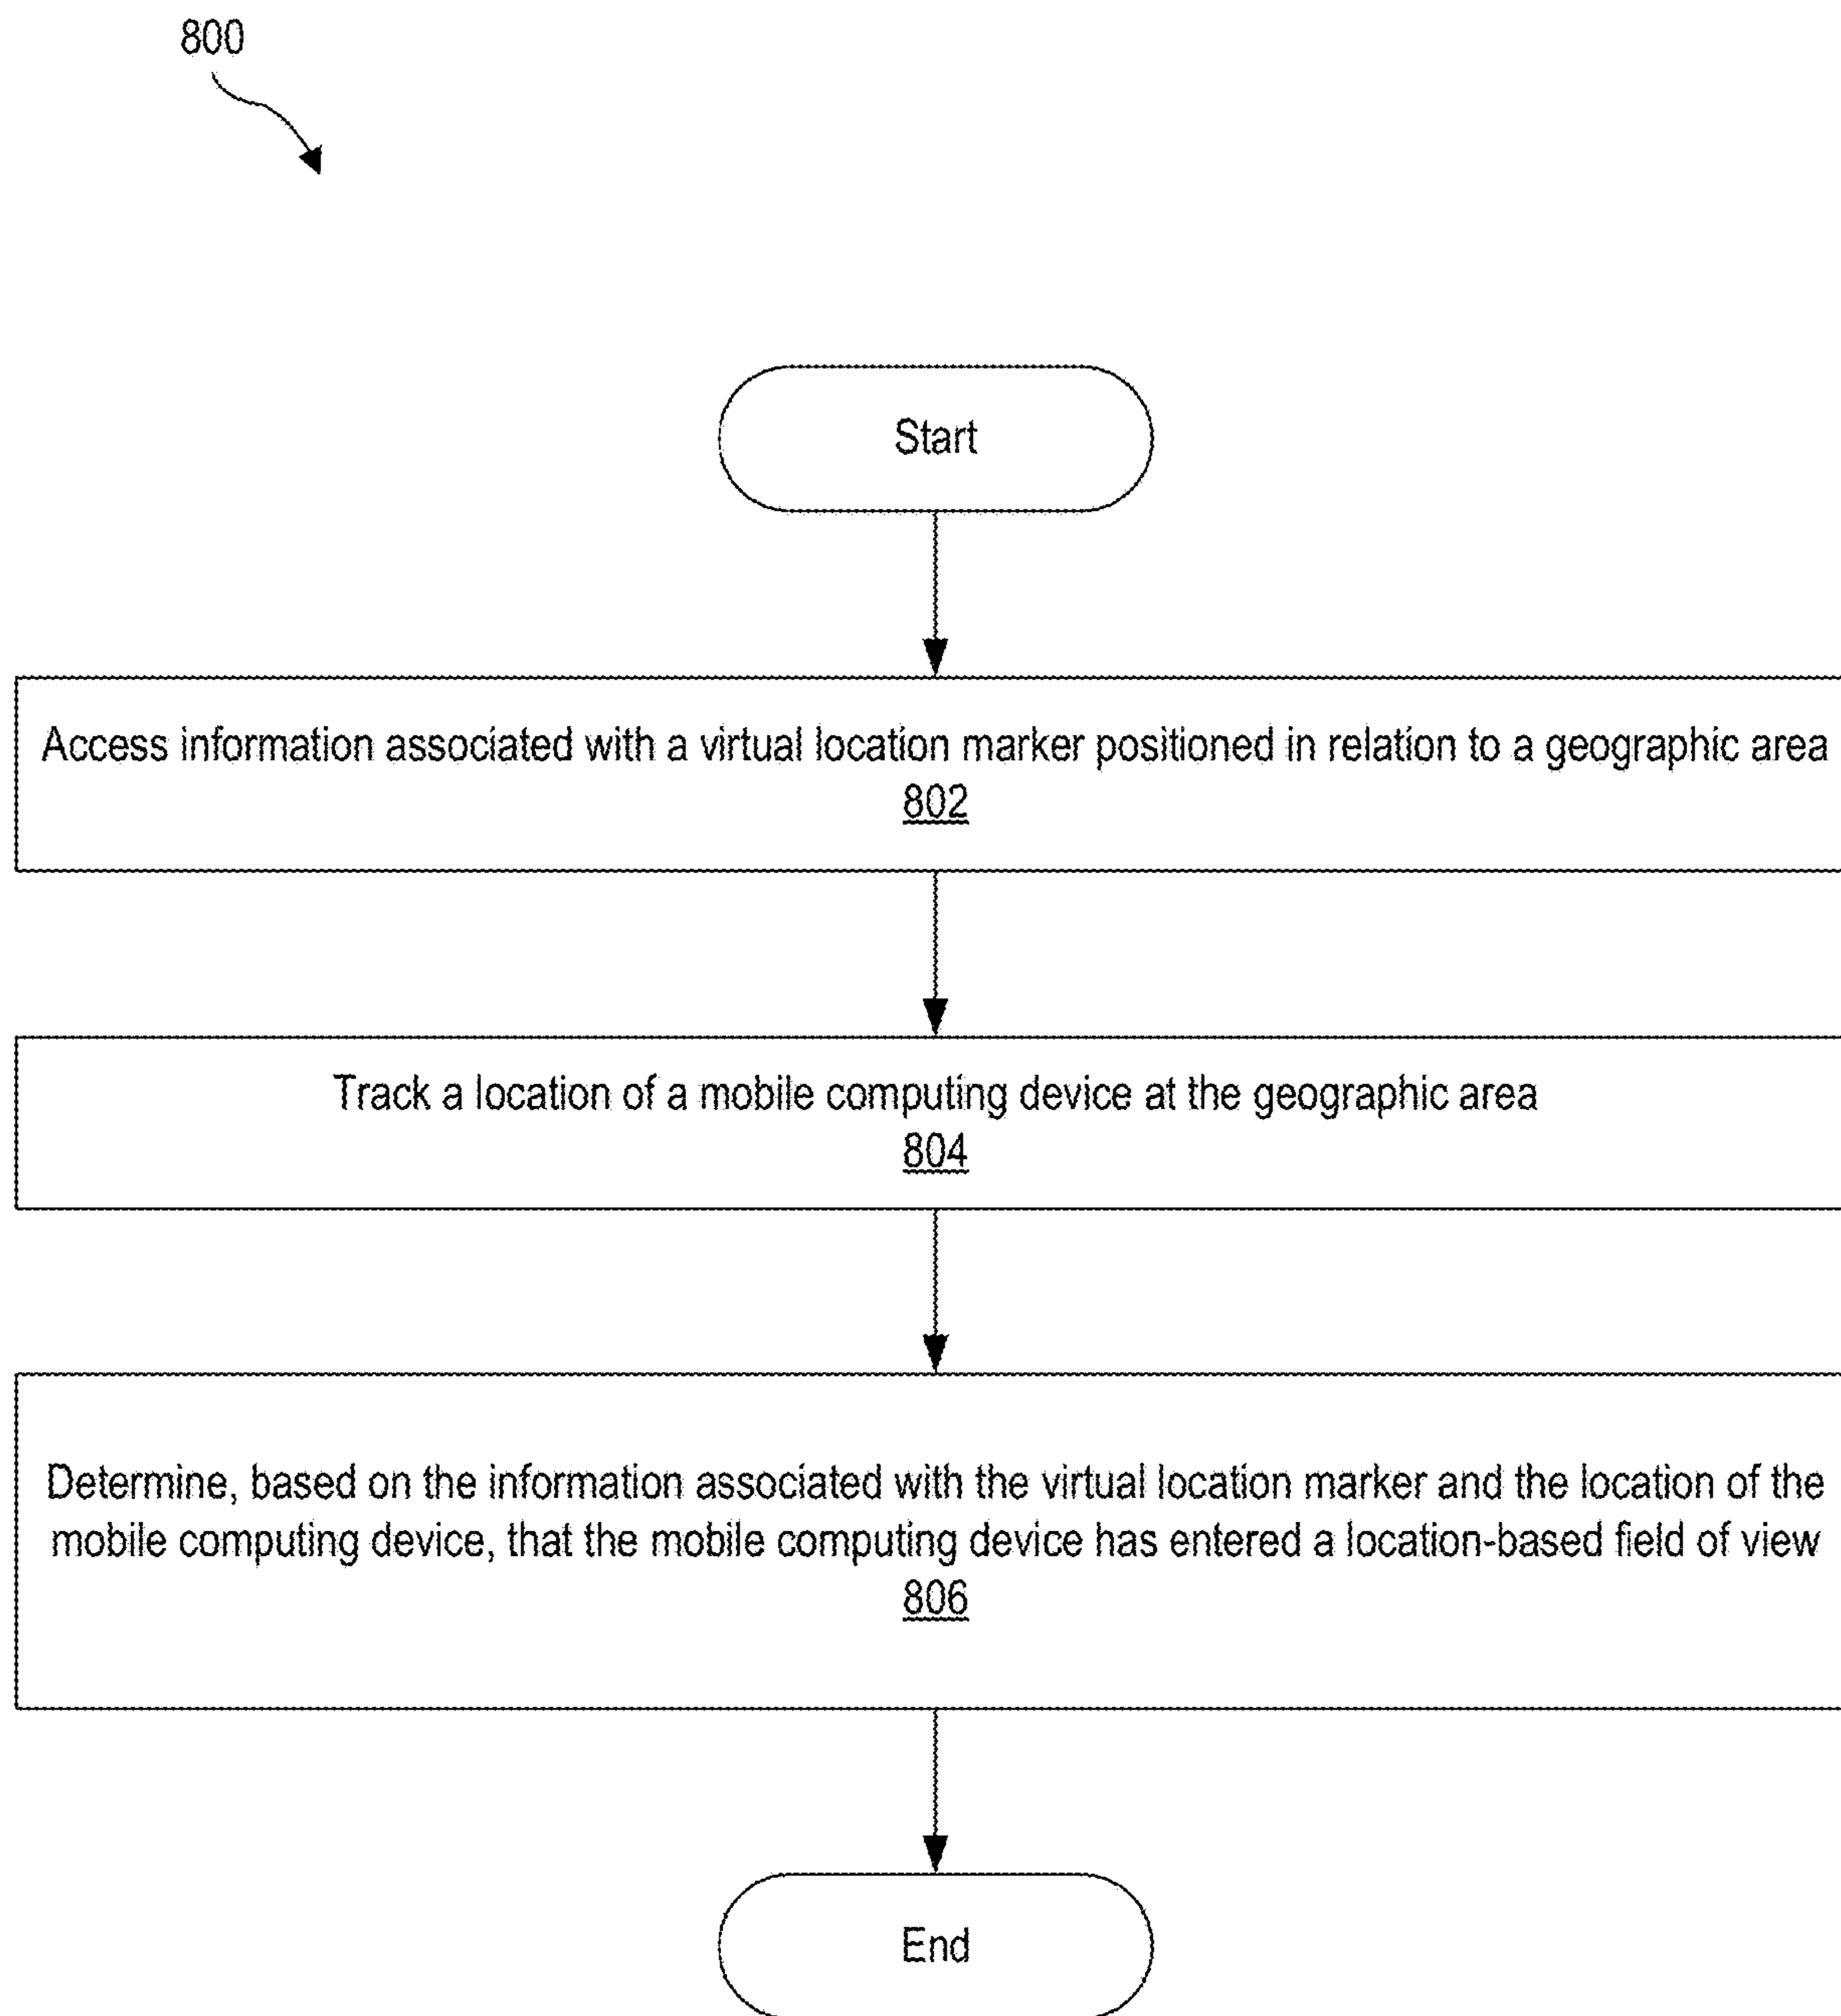 800
Start
Access information associated with a virtual location marker positioned in relation to a geographic area
802
Track a location of a mobile computing device at the geographic area
804
Determine, based on the information associated with the virtual location marker and the location of the
mobile computing device, that the mobile computing device has entered a location-based field of view
806
End